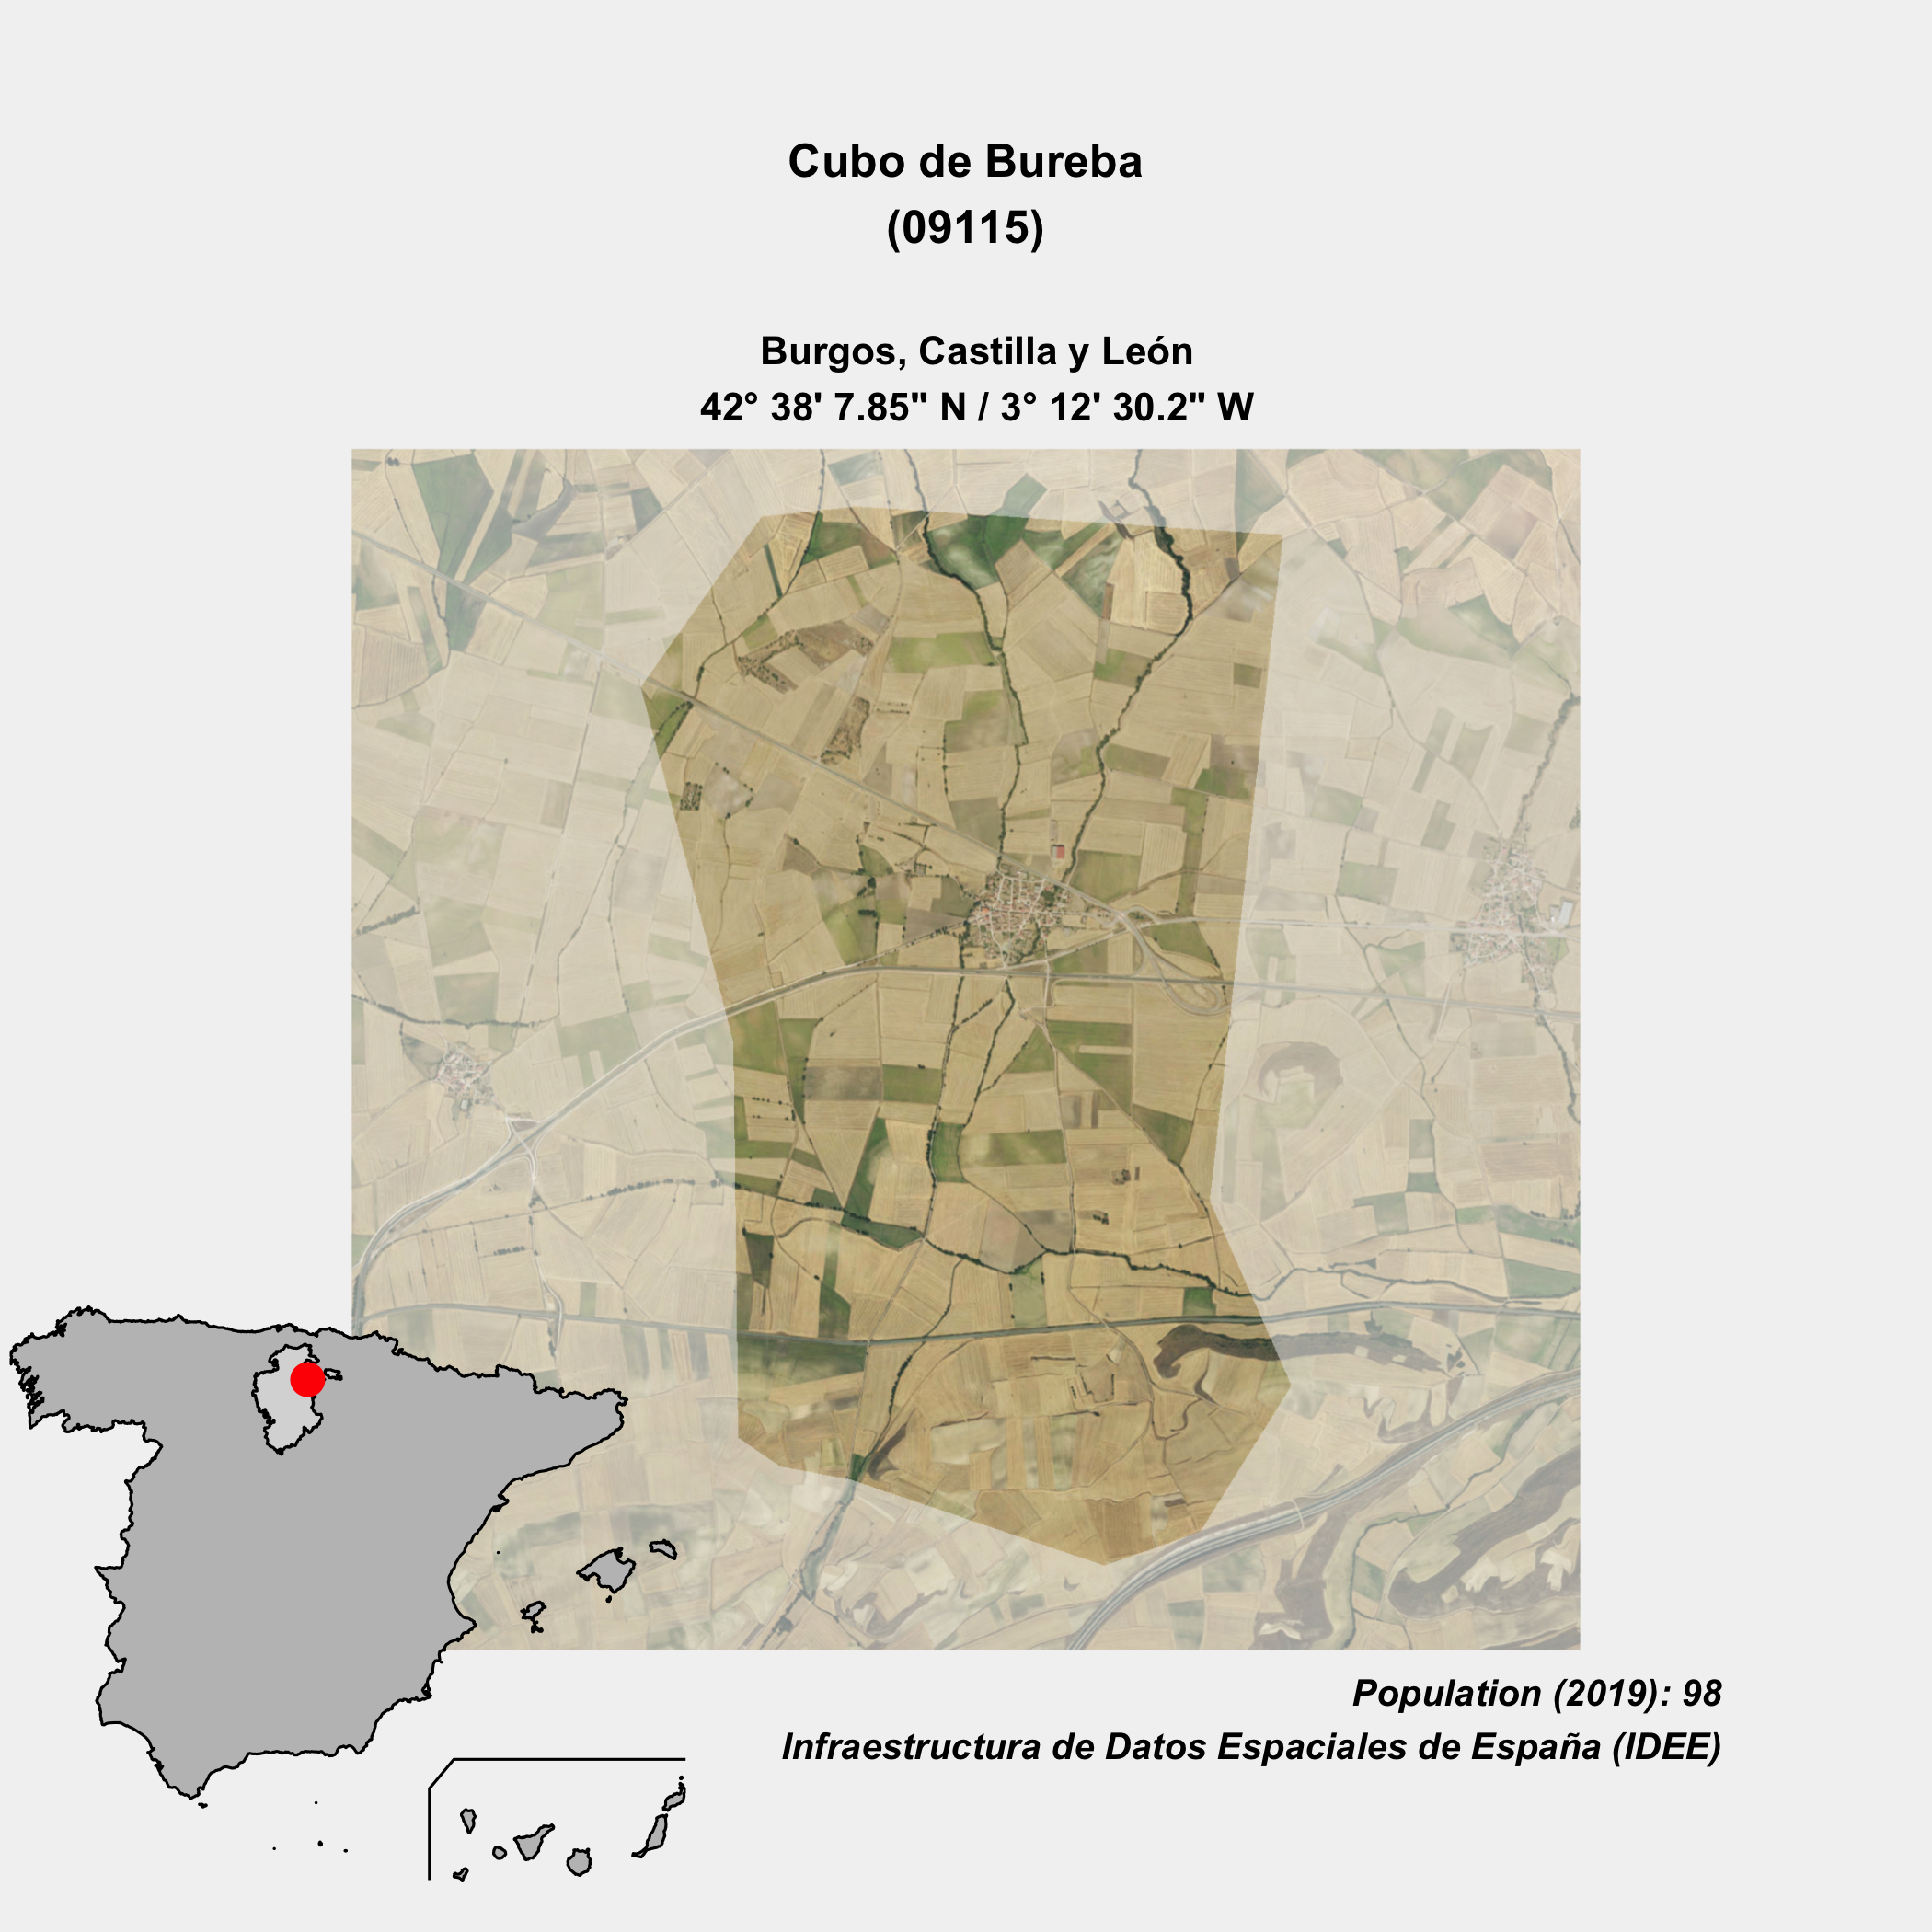 Cubo de Bureba
(09115)
Burgos, Castilla y León
42° 38' 7.85" N / 3° 12' 30.2" W
Population (2019): 98
Infraestructura de Datos Espaciales de España (IDEE)